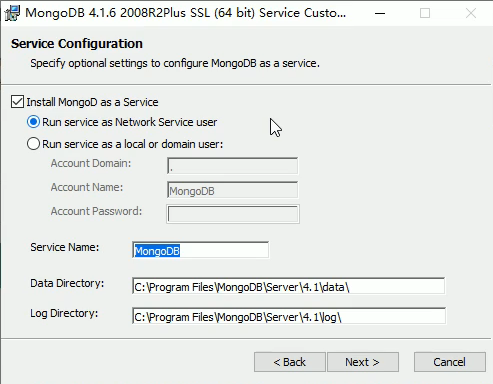 MongoDB 4.1.6 2008R2Plus SSL (64 bit) Service Custo...
Service Configuration
Specify optional settings to configure MongoDB as a service.
Install MongoD as a Service
Run service as Network Service user
Run service as a local or domain user:
Account Domain: .
Account Name: MongoDB
Account Password:
Service Name: MongoDB
Data Directory: C:\Program Files\MongoDB\Server\4.1\data\
Log Directory: C:\Program Files\MongoDB\Server\4.1\log\
< Back Next > Cancel